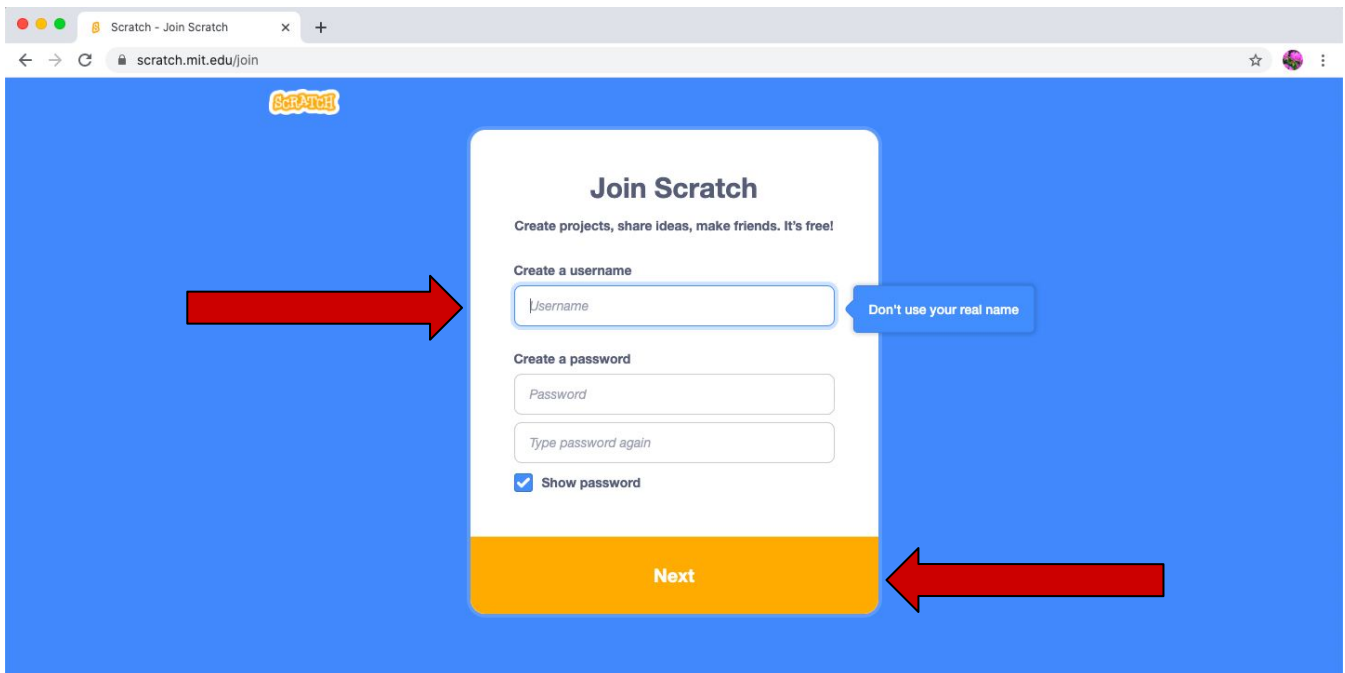 Scratch - Join Scratch
scratch.mit.edu/join
SCRATCH
Join Scratch
Create projects, share ideas, make friends. It's free!
Create a username
Username
Don't use your real name
Create a password
Password
Type password again
Show password
Next